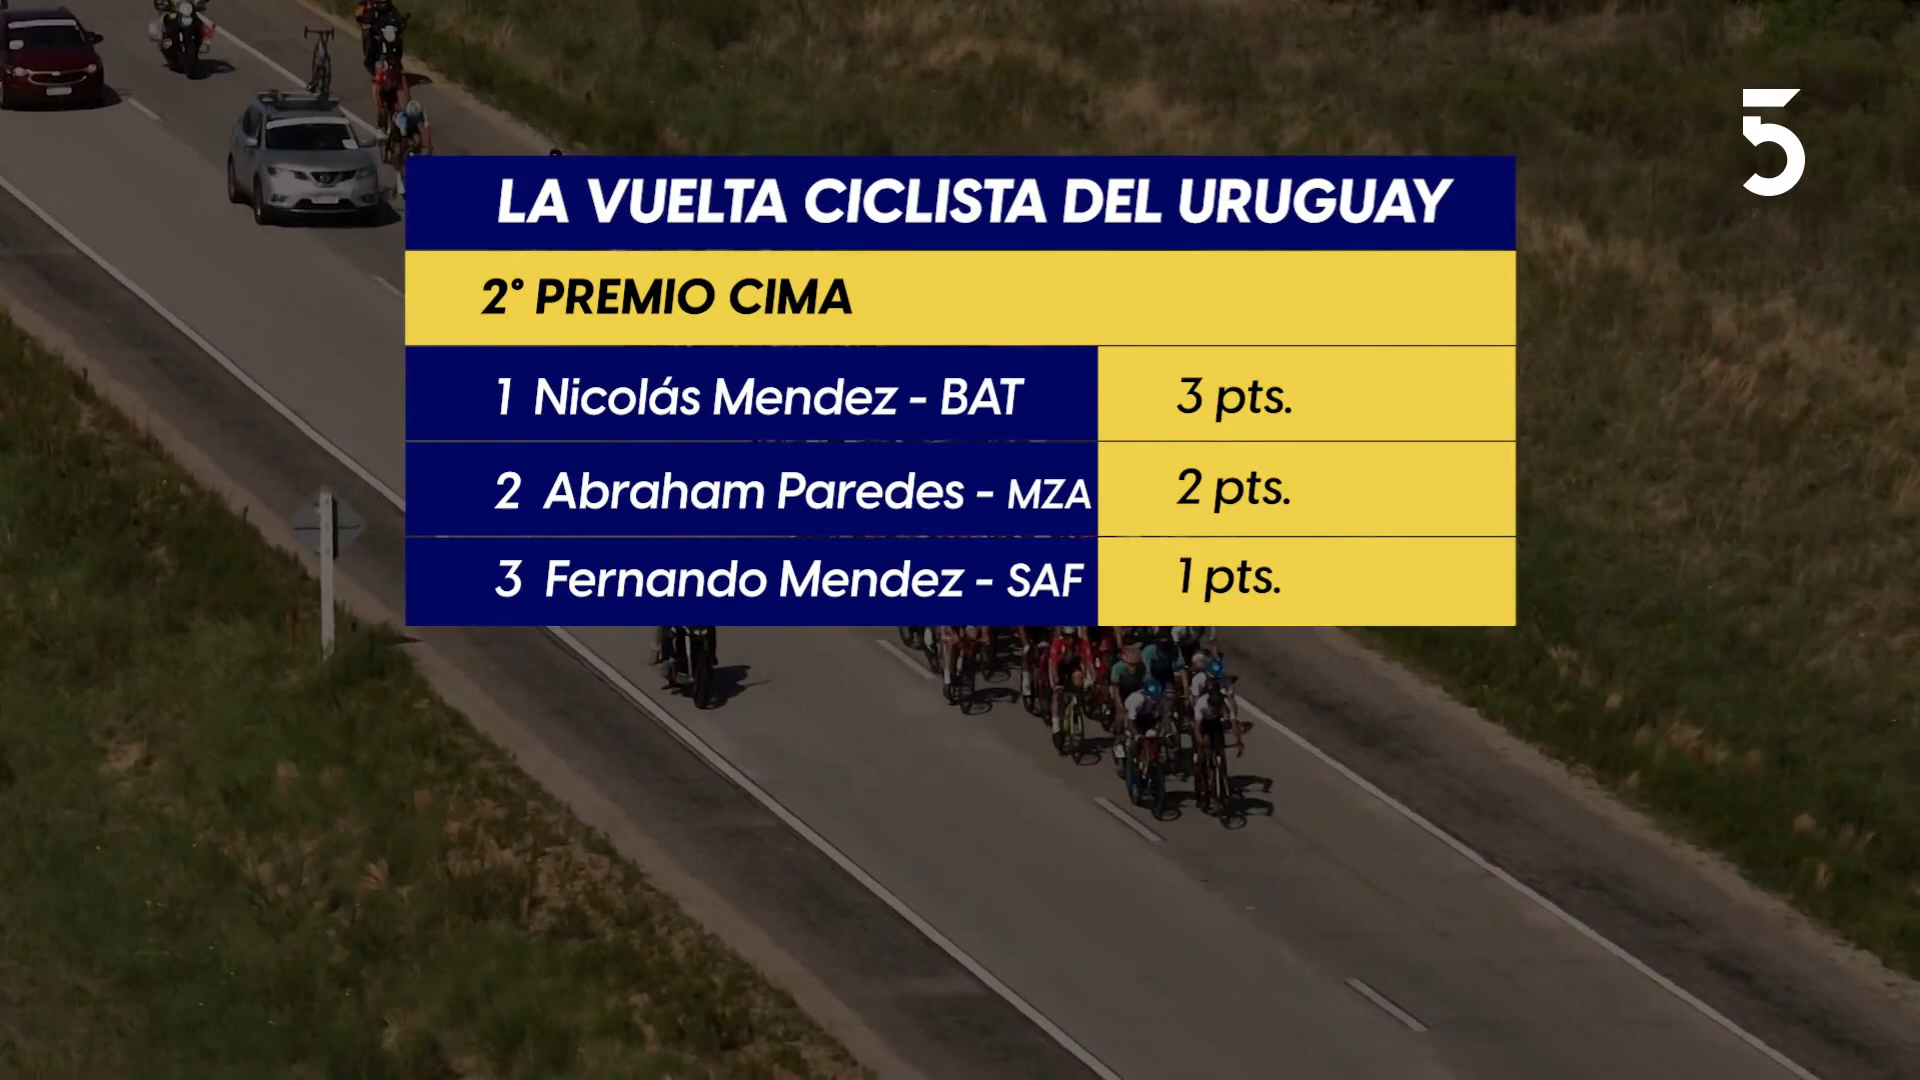 5
LA VUELTA CICLISTA DEL URUGUAY
2° PREMIO CIMA
1 Nicolás Mendez - BAT 3 pts.
2 Abraham Paredes - MZA 2 pts.
3 Fernando Mendez - SAF 1 pts.